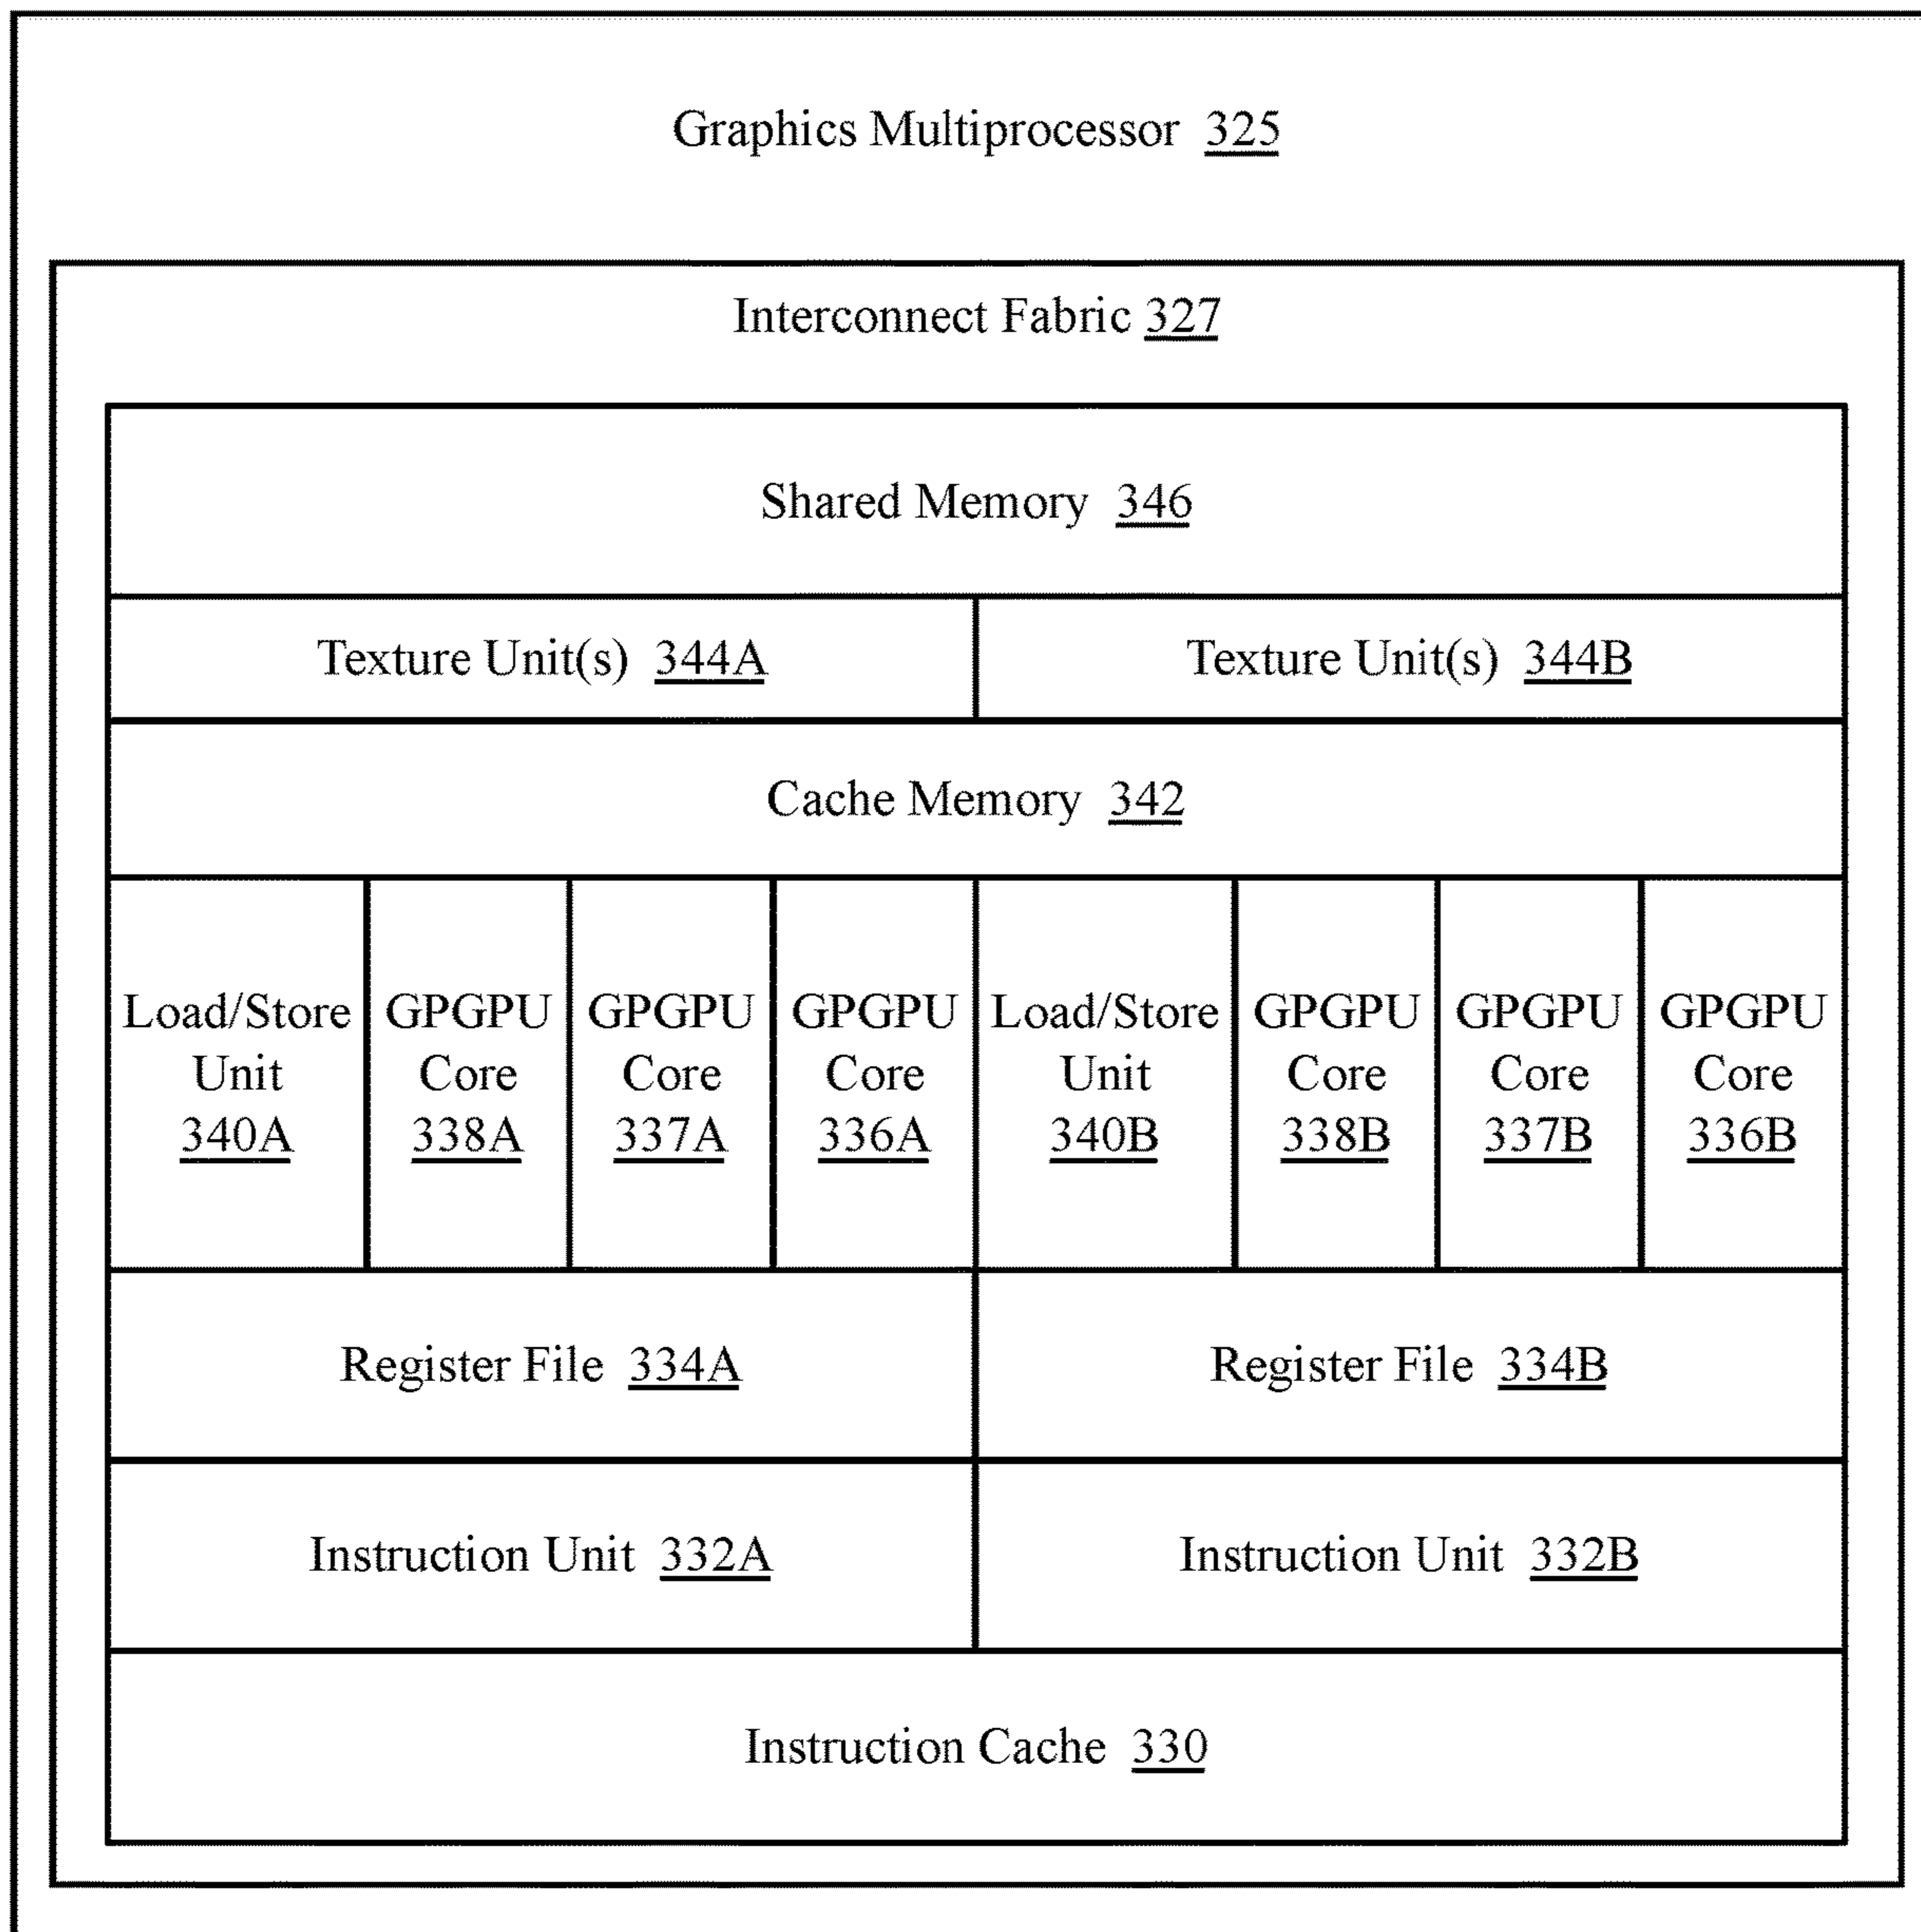 Graphics Multiprocessor 325
Interconnect Fabric 327
Shared Memory 346
Texture Unit(s) 344A
Texture Unit(s) 344B
Cache Memory 342
Load/Store
Unit
340A
GPGPU
Core
338A
GPGPU
Core
337A
GPGPU
Core
336A
Load/Store
Unit
340B
GPGPU
Core
338B
GPGPU
Core
337B
GPGPU
Core
336B
Register File 334A
Register File 334B
Instruction Unit 332A
Instruction Unit 332B
Instruction Cache 330